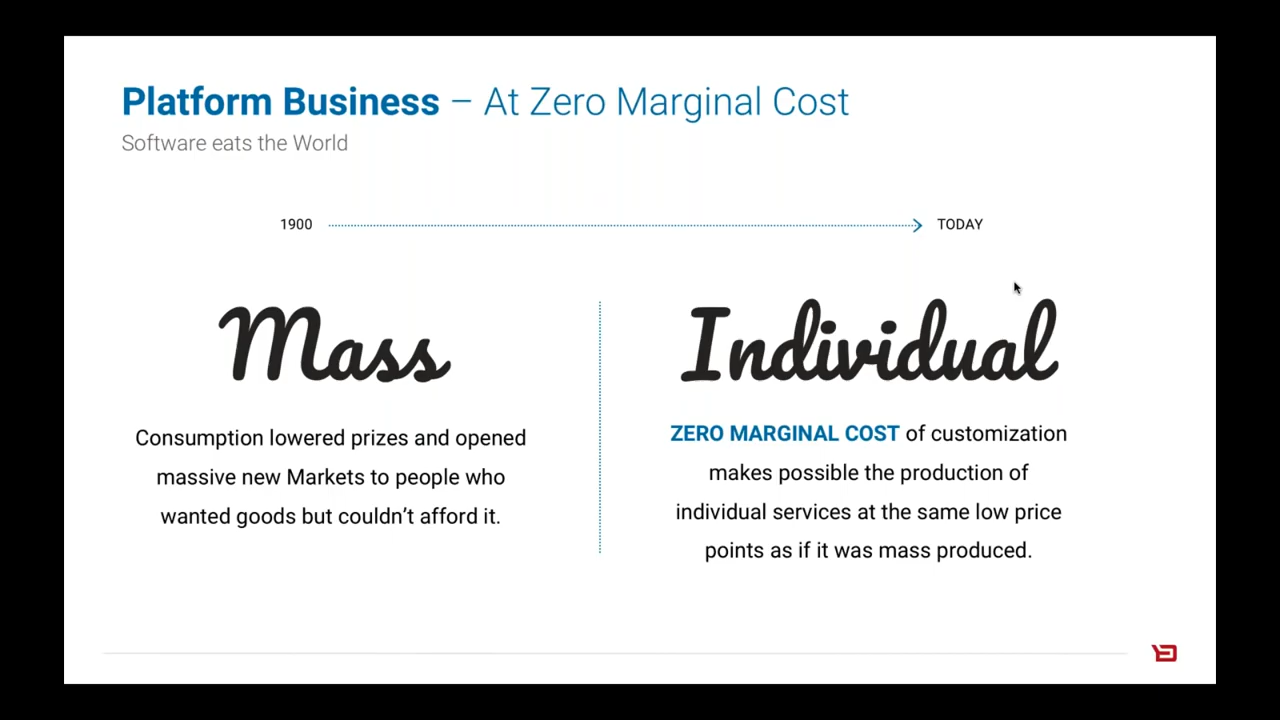 Platform Business – At Zero Marginal Cost
Software eats the World
1900
TODAY
Mass
Consumption lowered prizes and opened
massive new Markets to people who
wanted goods but couldn’t afford it.
Individual
ZERO MARGINAL COST of customization
makes possible the production of
individual services at the same low price
points as if it was mass produced.